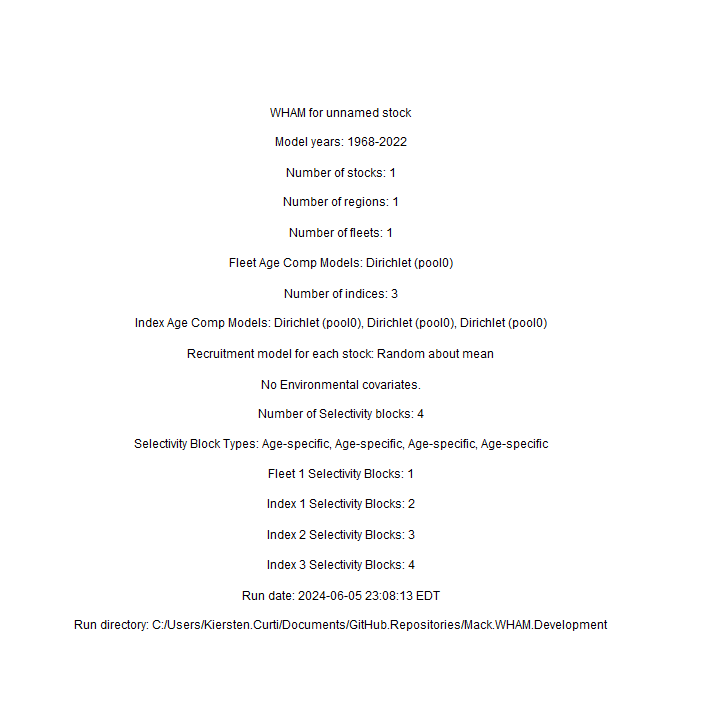 WHAM for unnamed stock
Model years: 1968-2022
Number of stocks: 1
Number of regions: 1
Number of fleets: 1
Fleet Age Comp Models: Dirichlet (pool0)
Number of indices: 3
Index Age Comp Models: Dirichlet (pool0), Dirichlet (pool0), Dirichlet (pool0)
Recruitment model for each stock: Random about mean
No Environmental covariates.
Number of Selectivity blocks: 4
Selectivity Block Types: Age-specific, Age-specific, Age-specific, Age-specific
Fleet 1 Selectivity Blocks: 1
Index 1 Selectivity Blocks: 2
Index 2 Selectivity Blocks: 3
Index 3 Selectivity Blocks: 4
Run date: 2024-06-05 23:08:13 EDT
Run directory: C:/Users/Kiersten.Curti/Documents/GitHub.Repositories/Mack.WHAM.Development